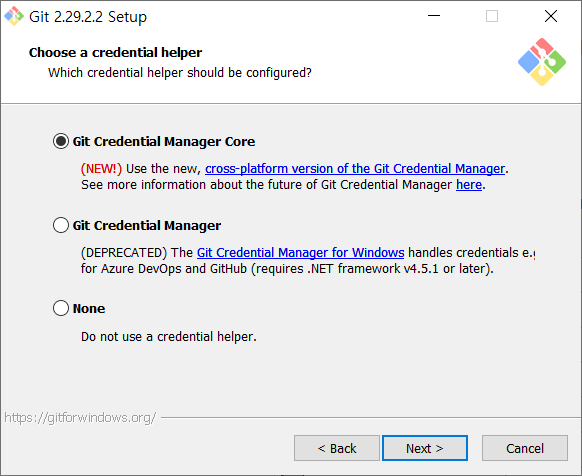 Git 2.29.2.2 Setup
Choose a credential helper
Which credential helper should be configured?
Git Credential Manager Core
(NEW!) Use the new, cross-platform version of the Git Credential Manager.
See more information about the future of Git Credential Manager here.
Git Credential Manager
(DEPRECATED) The Git Credential Manager for Windows handles credentials e.g
for Azure DevOps and GitHub (requires .NET framework v4.5.1 or later).
None
Do not use a credential helper.
https://gitforwindows.org/
< Back Next > Cancel